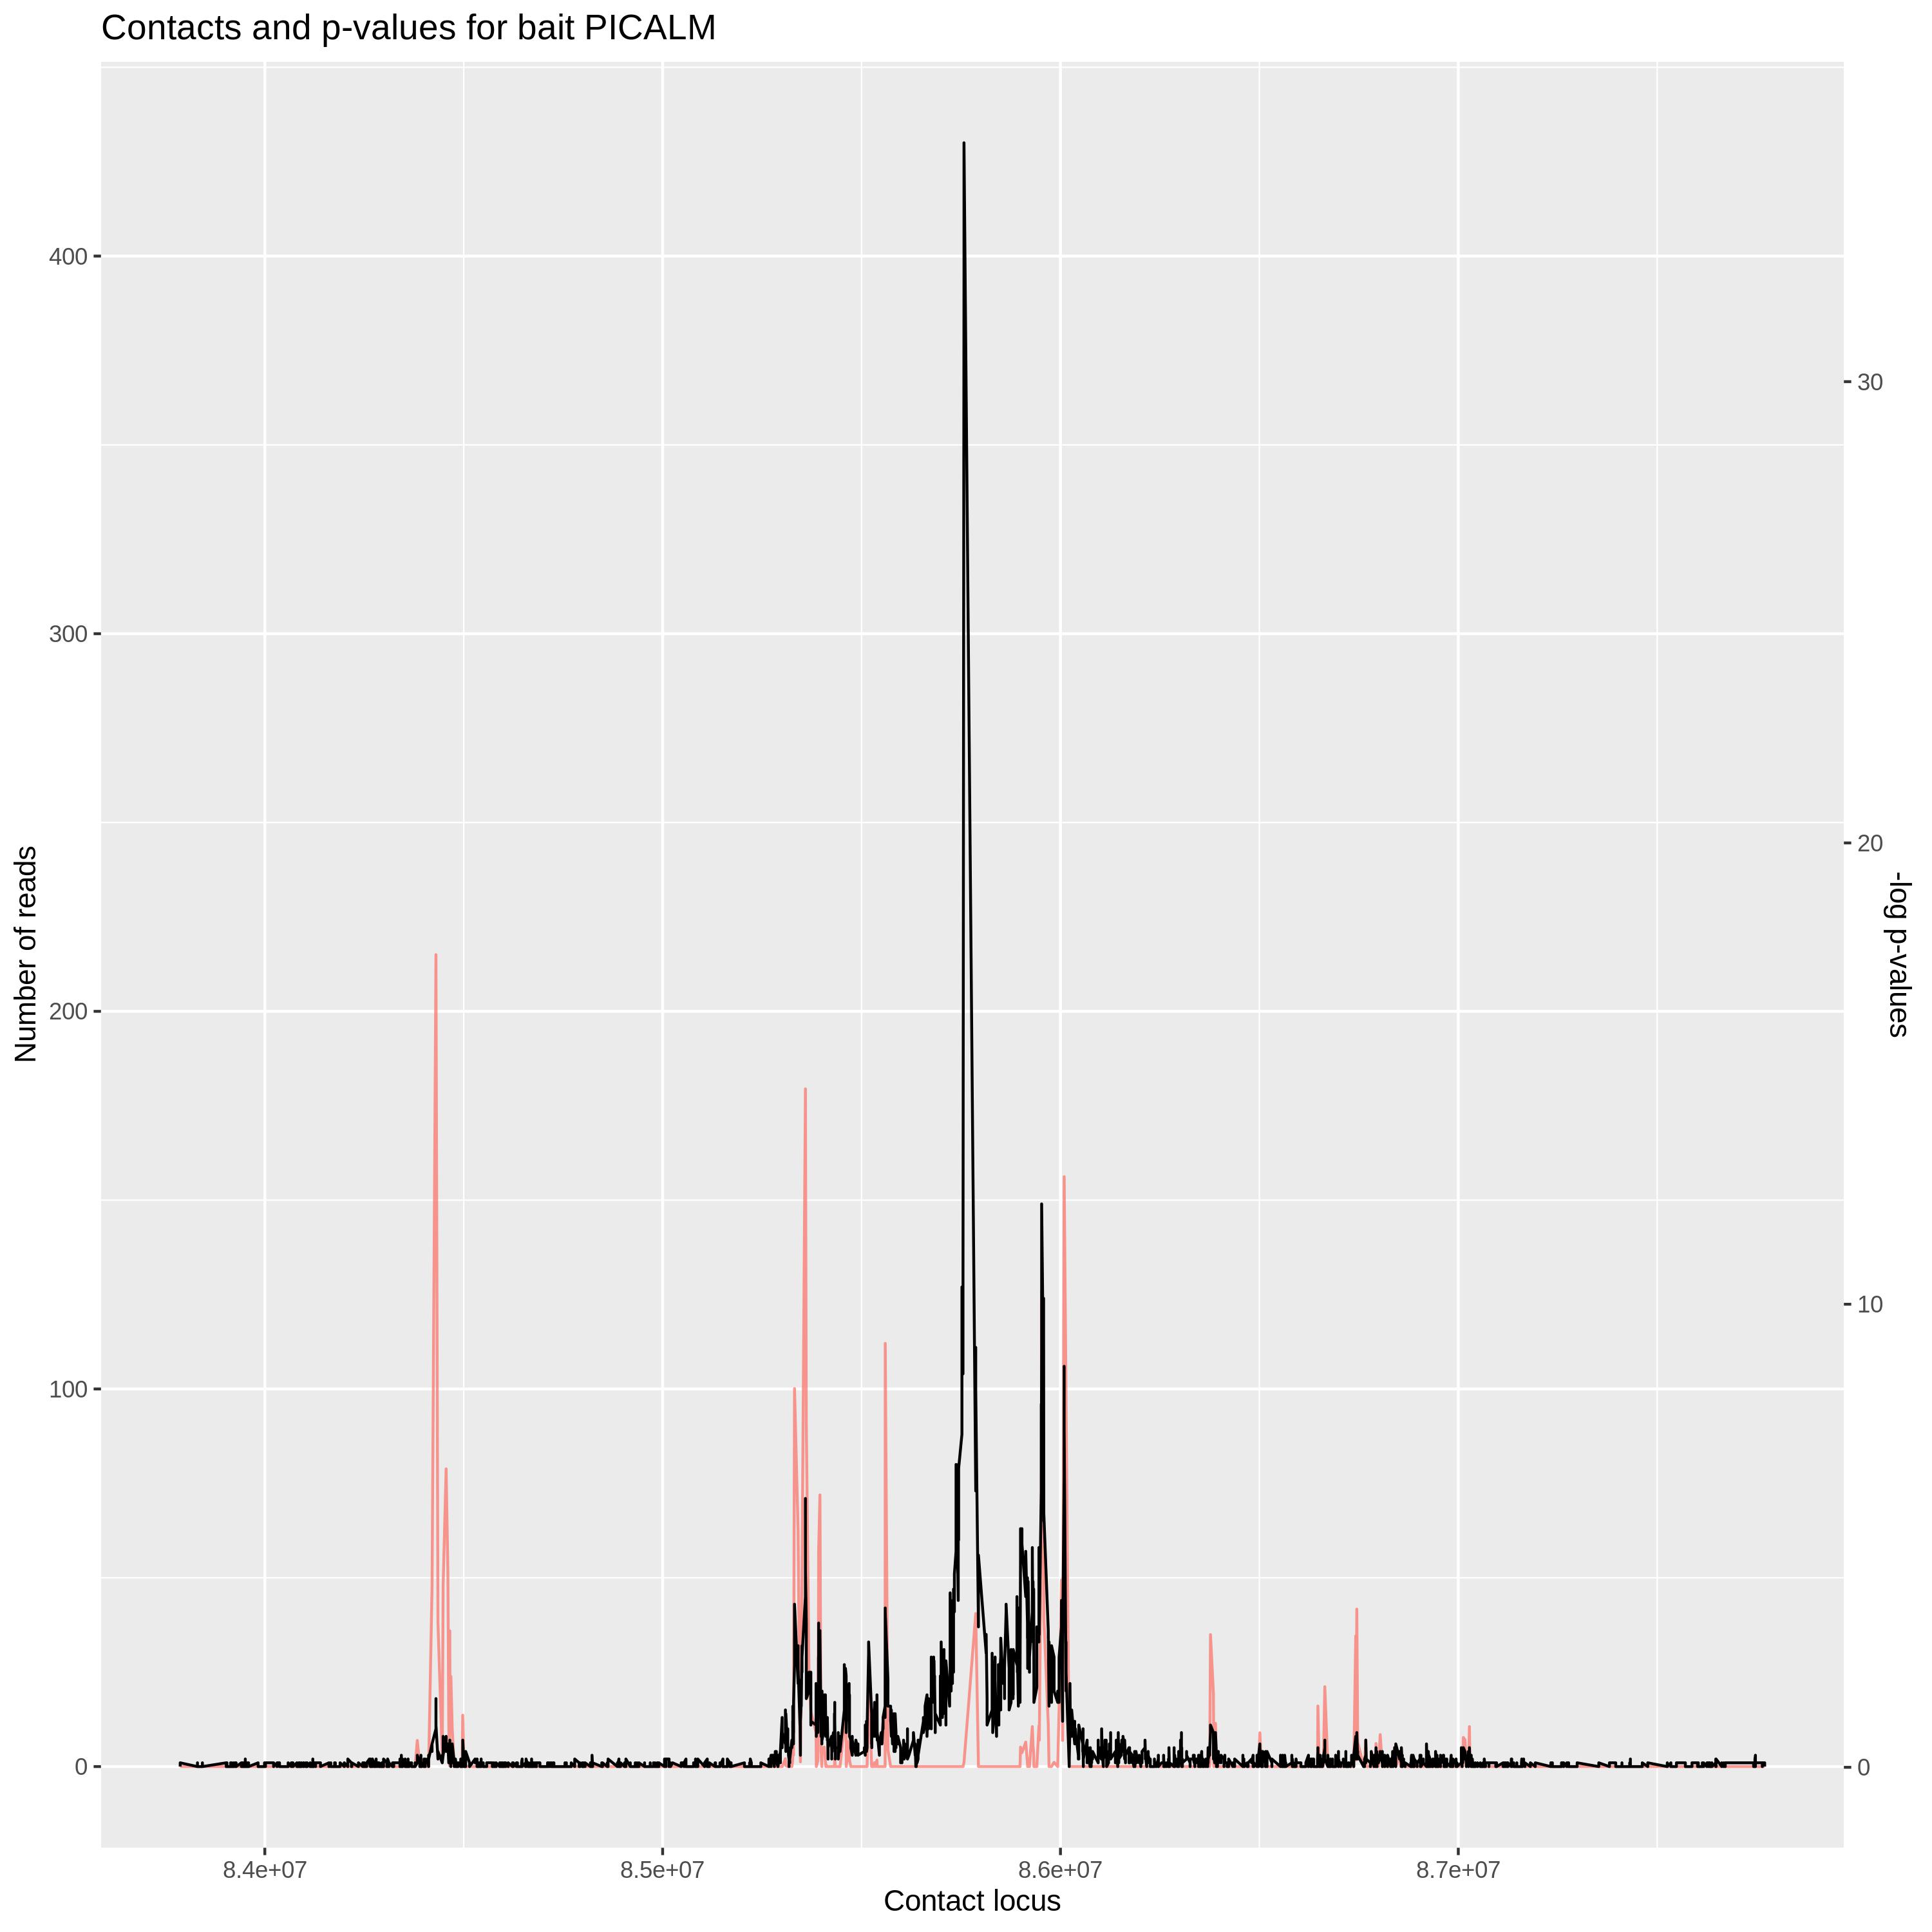 Contacts and p-values for bait PICALM
Number of reads
400
300
200
100
0
30
20
10
0
-log p-values
8.4e+07
8.5e+07
8.6e+07
8.7e+07
Contact locus